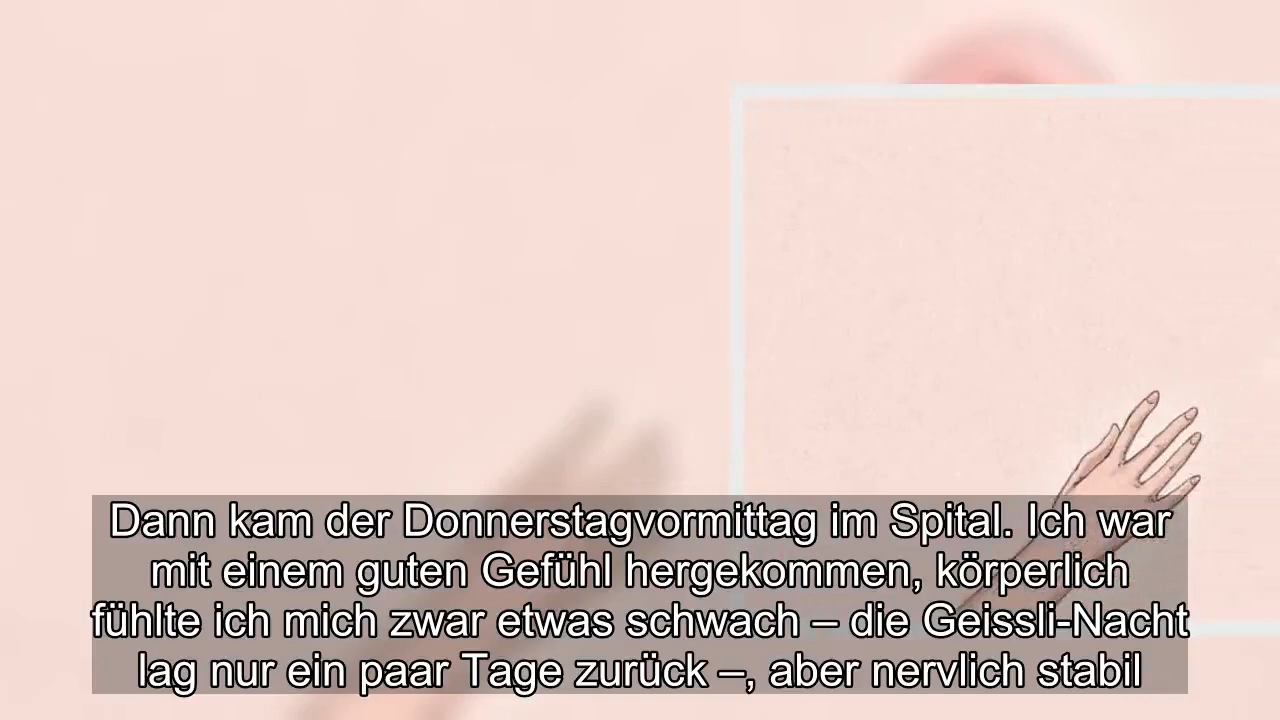 Dann kam der Donnerstagvormittag im Spital. Ich war
mit einem guten Gefühl hergekommen, körperlich
fühlte ich mich zwar etwas schwach – die Geissli-Nacht
lag nur ein paar Tage zurück –, aber nervlich stabil